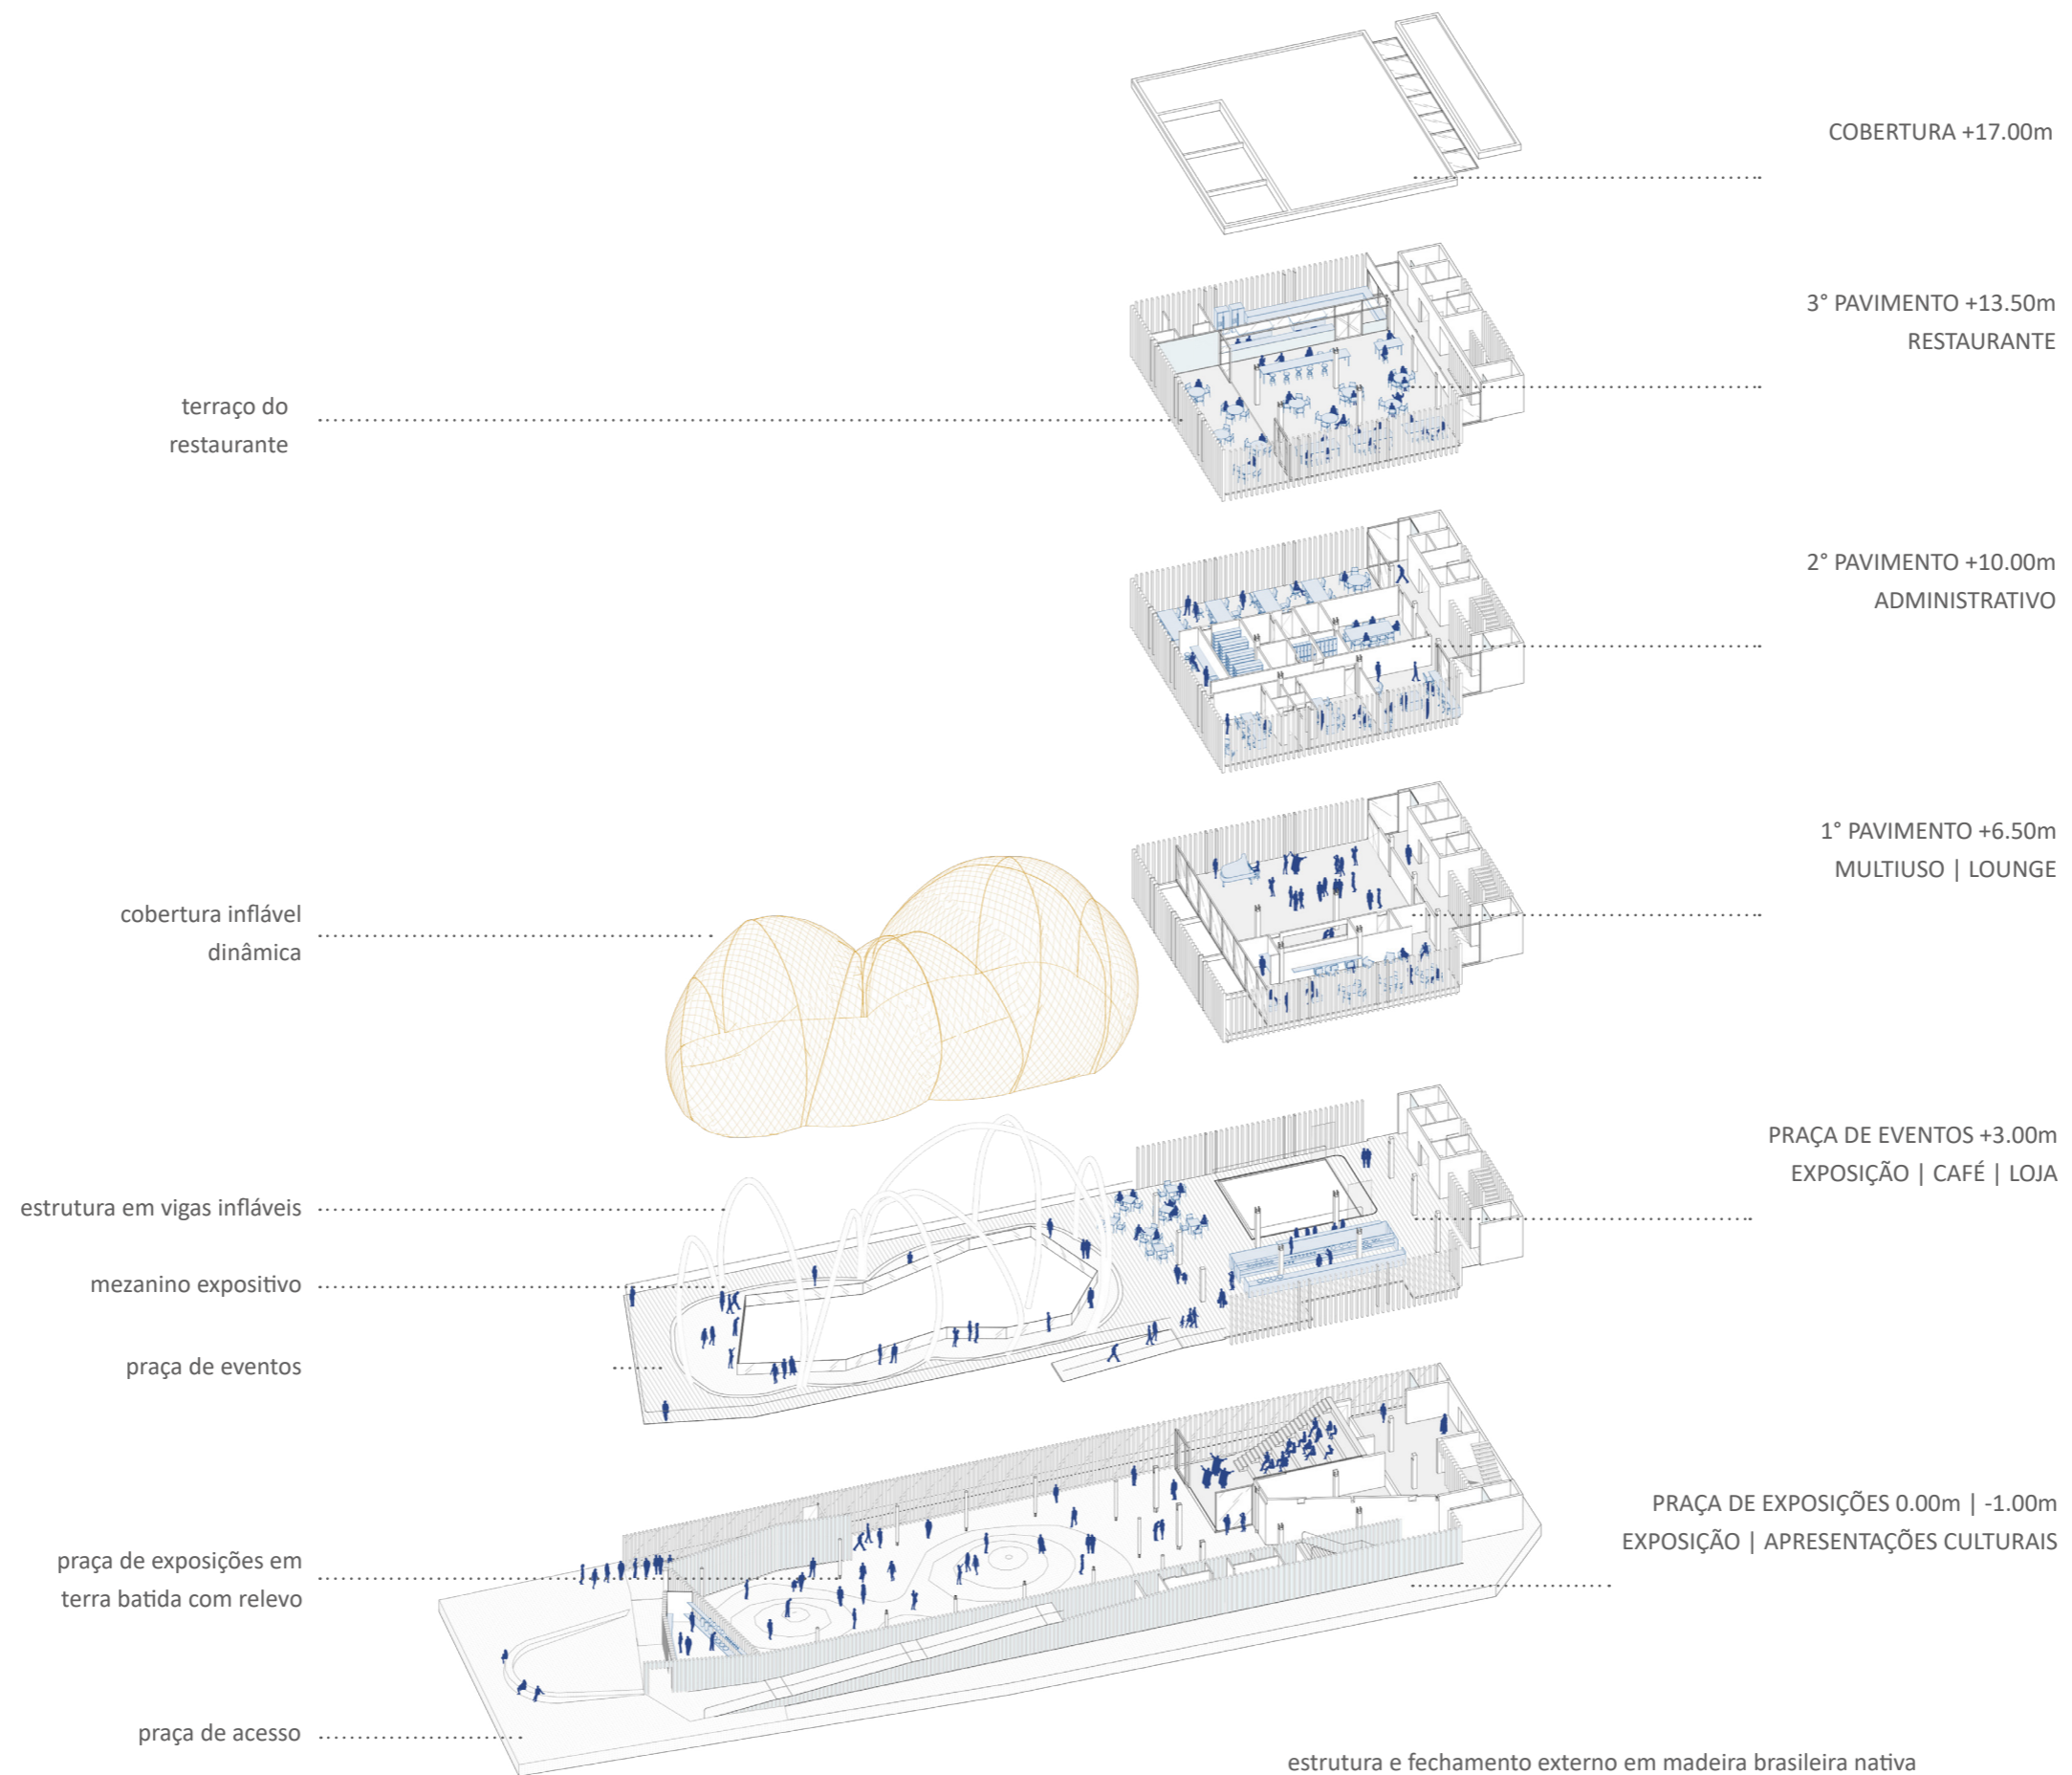 COBERTURA +17.00m
3° PAVIMENTO +13.50m
RESTAURANTE
terraço do
restaurante
2° PAVIMENTO +10.00m
ADMINISTRATIVO
1° PAVIMENTO +6.50m
MULTIUSO | LOUNGE
cobertura inflável
dinâmica
PRAÇA DE EVENTOS +3.00m
EXPOSIÇÃO | CAFÉ | LOJA
estrutura em vigas infláveis
mezanino expositivo
praça de eventos
PRAÇA DE EXPOSIÇÕES 0.00m | -1.00m
EXPOSIÇÃO | APRESENTAÇÕES CULTURAIS
praça de exposições em
terra batida com relevo
praça de acesso
estrutura e fechamento externo em madeira brasileira nativa